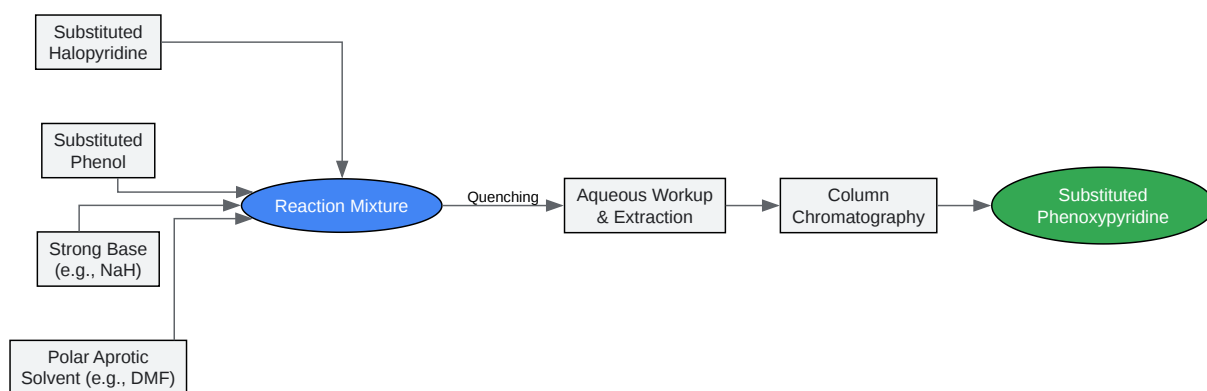 Substituted
Halopyridine
Substituted
Phenol
Strong Base
(e.g., NaH)
Polar Aprotic
Solvent (e.g., DMF)
Reaction Mixture
Quenching
Aqueous Workup
& Extraction
Column
Chromatography
Substituted
Phenoxypyridine